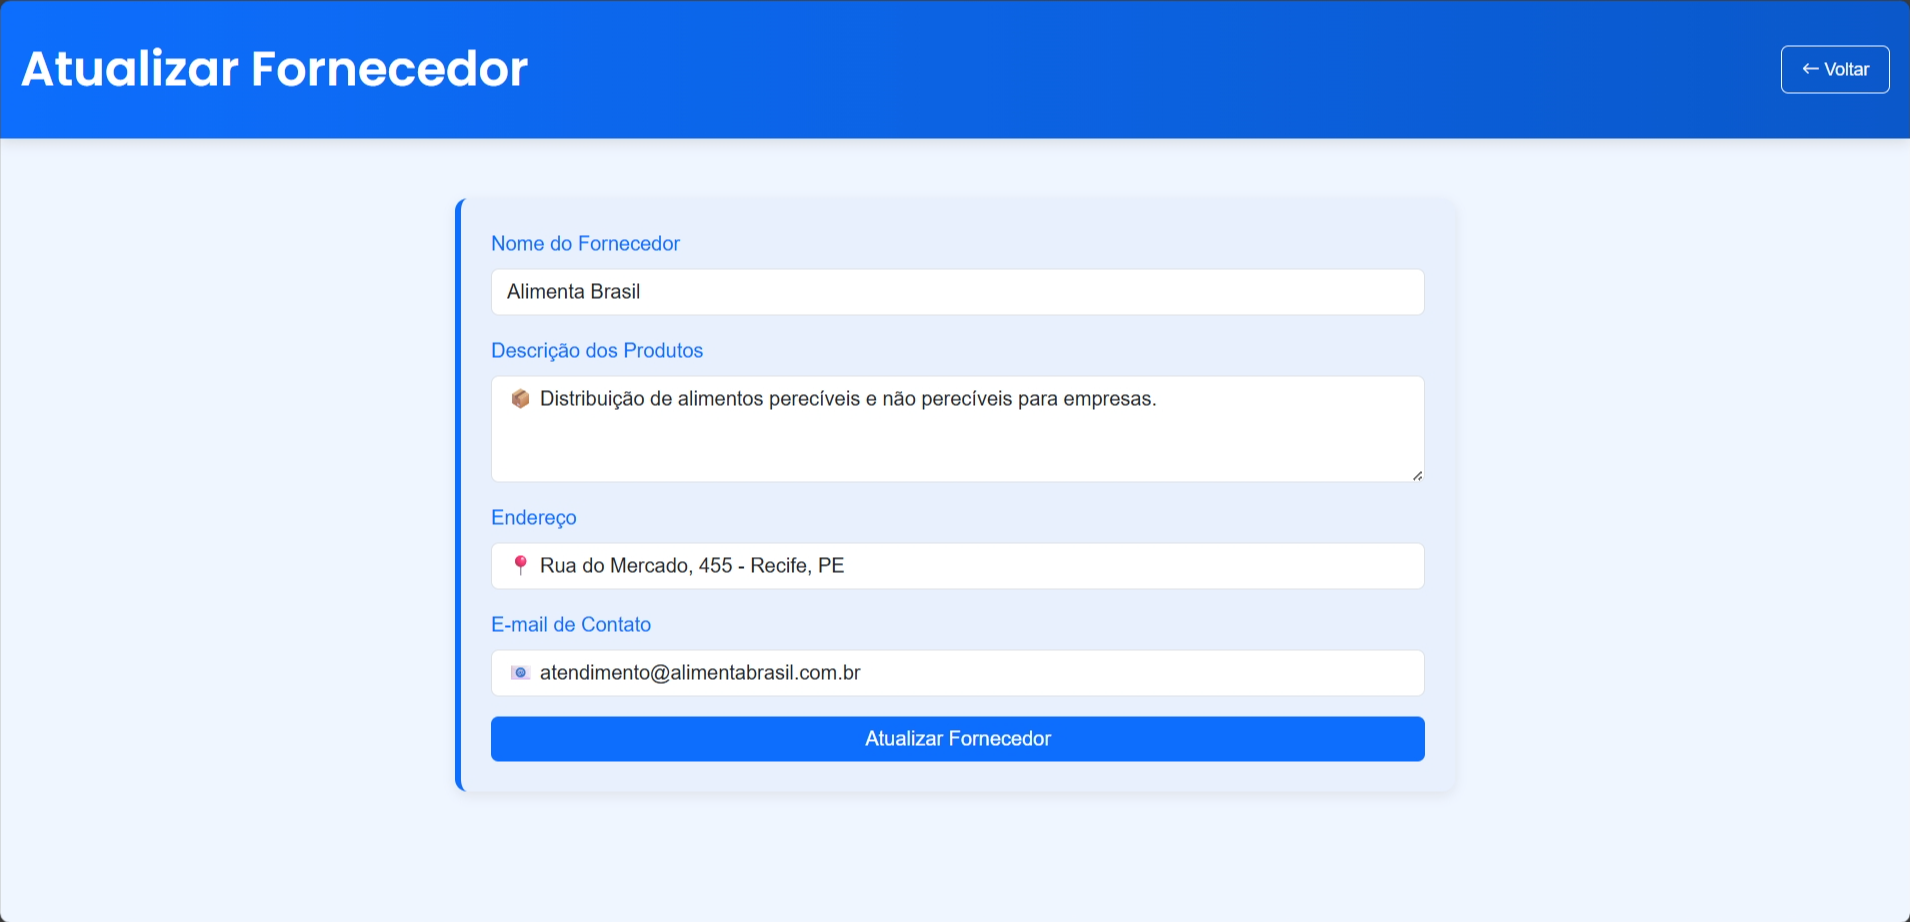 Atualizar Fornecedor
← Voltar
Nome do Fornecedor
Alimenta Brasil
Descrição dos Produtos
📦 Distribuição de alimentos perecíveis e não perecíveis para empresas.
Endereço
📍 Rua do Mercado, 455 - Recife, PE
E-mail de Contato
📧 atendimento@alimentabrasil.com.br
Atualizar Fornecedor